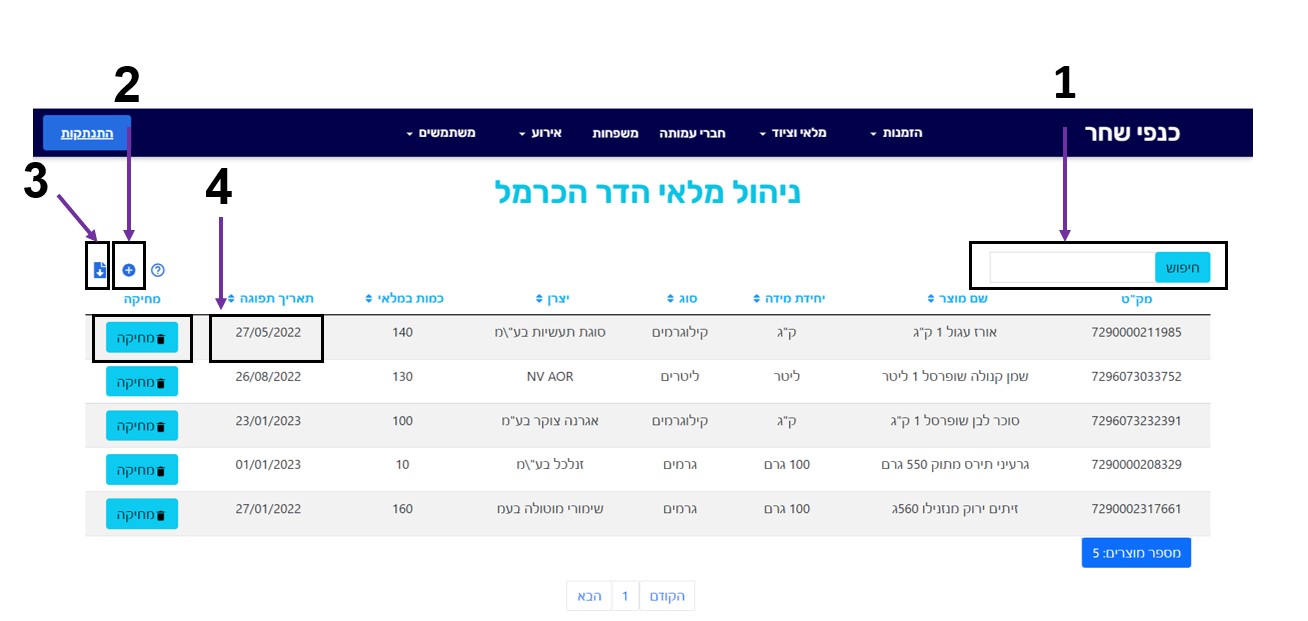 1
2
כנפי שחר הזמנות מלאי וציוד חברי עמותה משפחות אירוע משתמשים התנתקות
3
4
ניהול מלאי הדר הכרמל
חיפוש
מק"ט שם מוצר יחידת מידה סוג יצרן כמות במלאי תאריך תפוגה מחיקה
7290000211985 אורז עגול 1 ק"ג ק"ג קילוגרמים סוגת תעשיות בע"\מ 140 27/05/2022 מחיקה
7296073033752 שמן קנולה שופרסל 1 ליטר ליטר ליטרים NV AOR 130 26/08/2022 מחיקה
7296073232391 סוכר לבן שופרסל 1 ק"ג ק"ג קילוגרמים אגרנה צוקר בע"מ 100 23/01/2023 מחיקה
7290000208329 גרעיני תירס מתוק 550 גרם 100 גרם גרמים זנלכל בע"\מ 10 01/01/2023 מחיקה
7290002317661 זיתים ירוק מנזנילו 560ג 100 גרם גרמים שימורי מוטולה בעמ 160 27/01/2022 מחיקה
מספר מוצרים: 5
הקודם 1 הבא